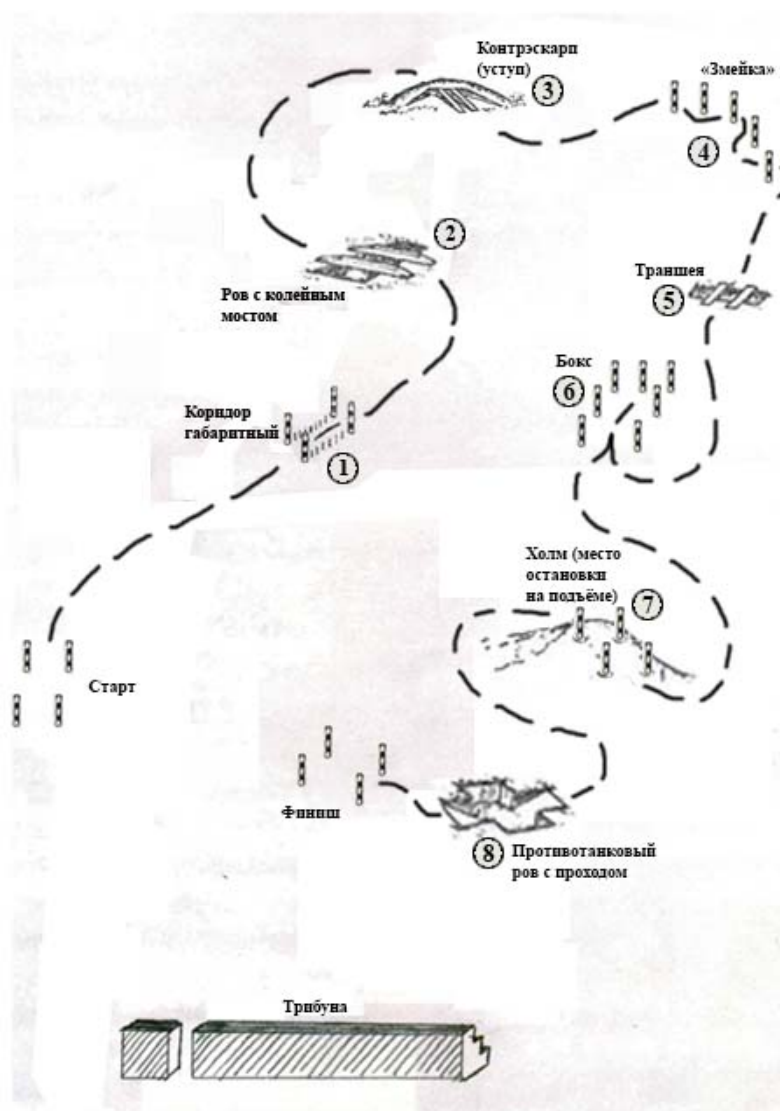 Контрэскарп
(уступ)
3
«Змейка»
4
2
Ров с колейным
мостом
Траншея
5
Бокс
6
Коридор
габаритный
1
Холм (место
остановки
на подъёме)
7
Старт
Финиш
8
Противотанковый
ров с проходом
Трибуна